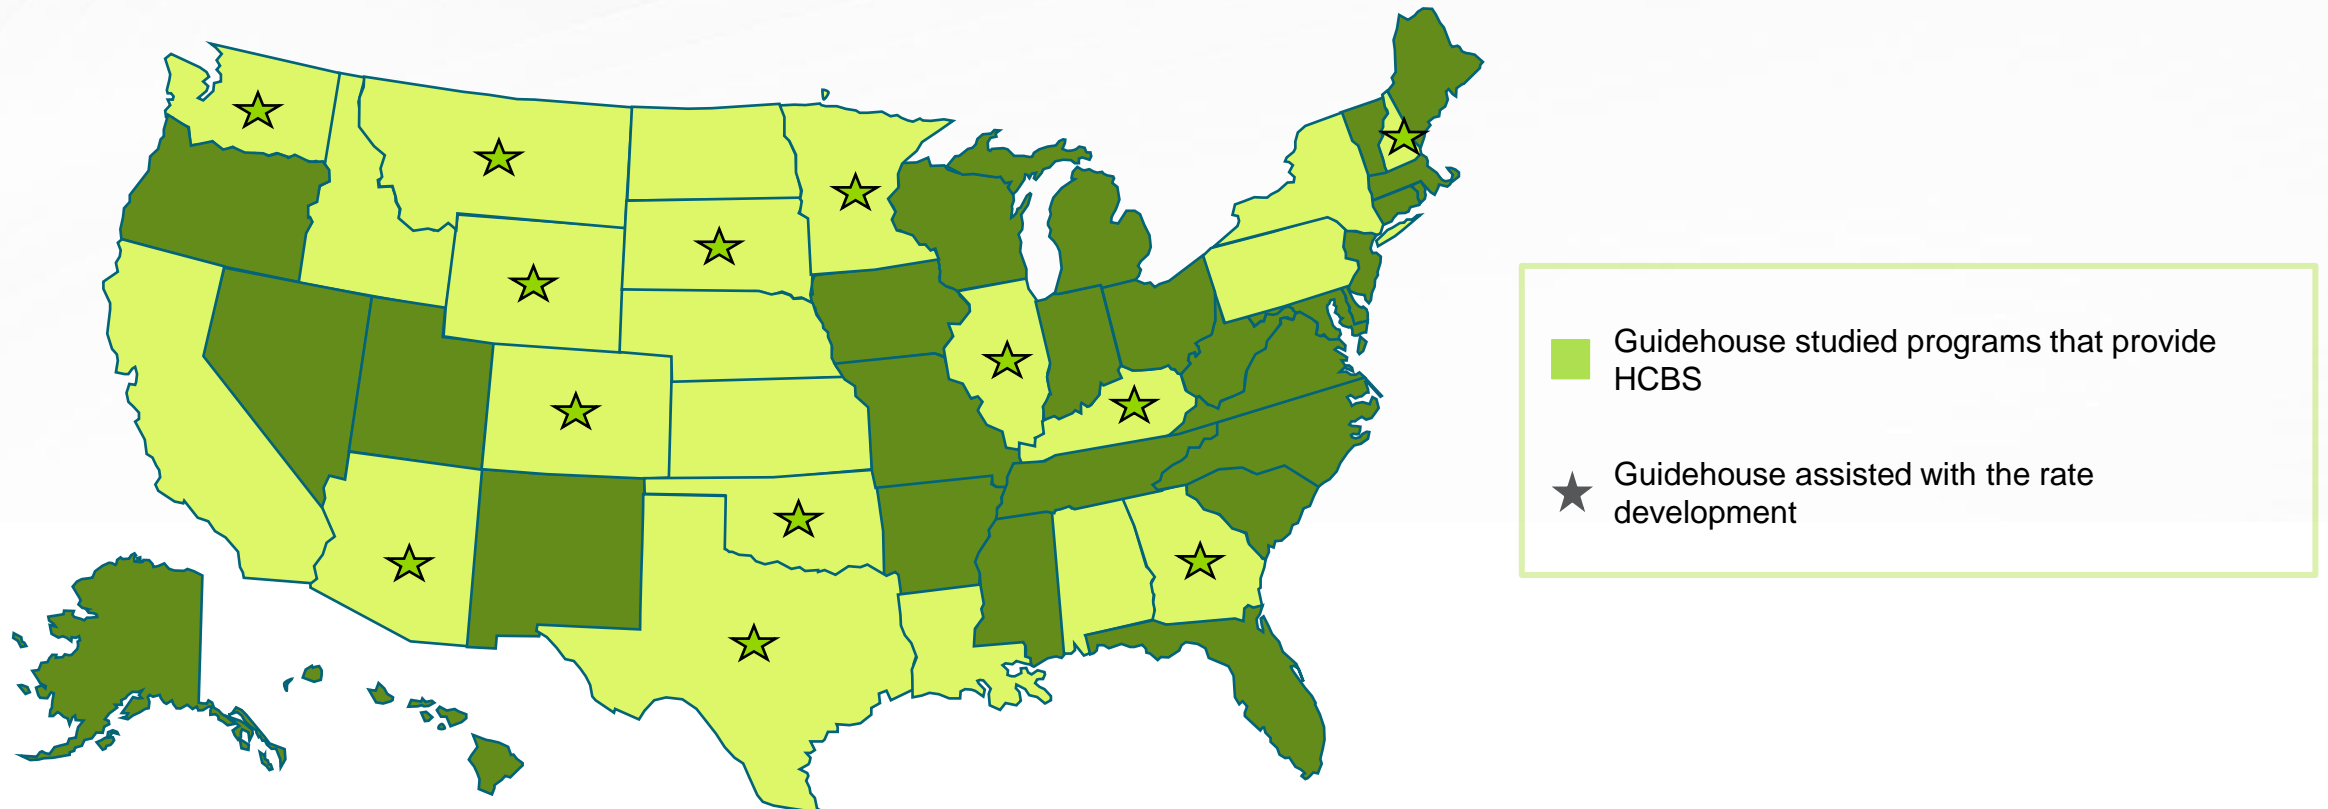 Guidehouse studied programs that provide
HCBS
Guidehouse assisted with the rate
development